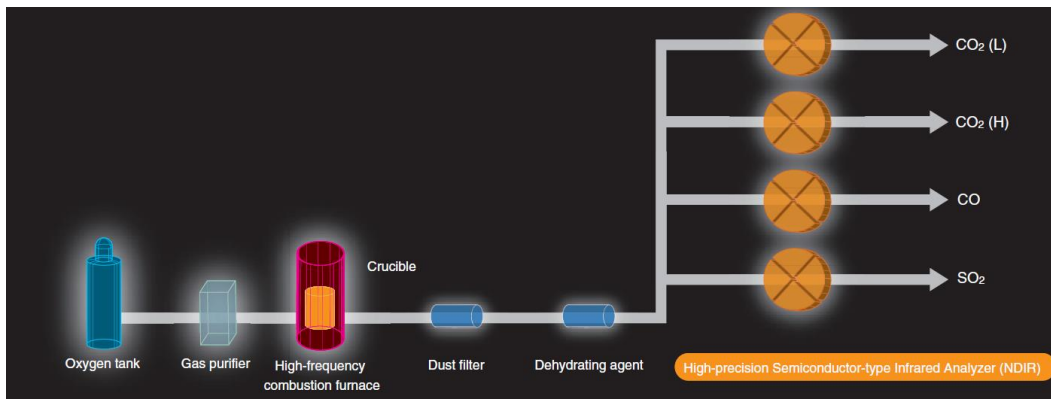 CO₂ (L)
CO₂ (H)
CO
SO₂
Crucible
Oxygen tank
Gas purifier
High-frequency
combustion furnace
Dust filter
Dehydrating agent
High-precision Semiconductor-type Infrared Analyzer (NDIR)